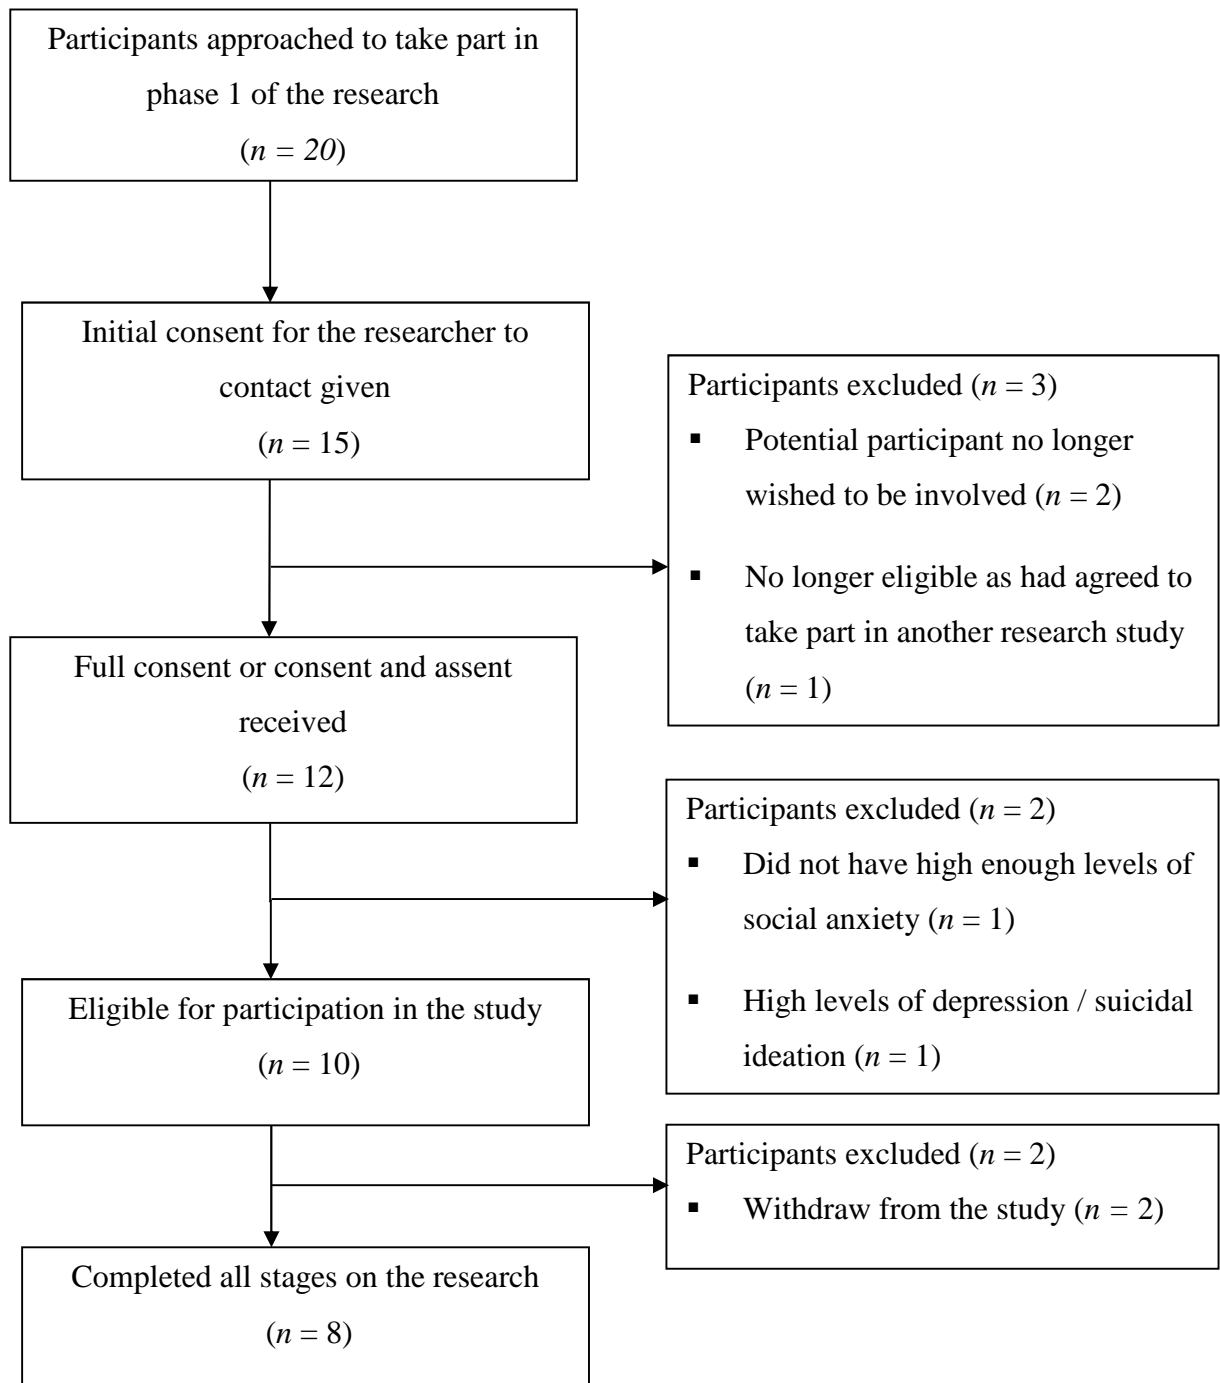 Participants approached to take part in
phase 1 of the research
(n = 20)
Initial consent for the researcher to
contact given
(n = 15)
Participants excluded (n = 3)
▪ Potential participant no longer
wished to be involved (n = 2)
▪ No longer eligible as had agreed to
take part in another research study
(n = 1)
Full consent or consent and assent
received
(n = 12)
Participants excluded (n = 2)
▪ Did not have high enough levels of
social anxiety (n = 1)
▪ High levels of depression / suicidal
ideation (n = 1)
Eligible for participation in the study
(n = 10)
Participants excluded (n = 2)
▪ Withdraw from the study (n = 2)
Completed all stages on the research
(n = 8)